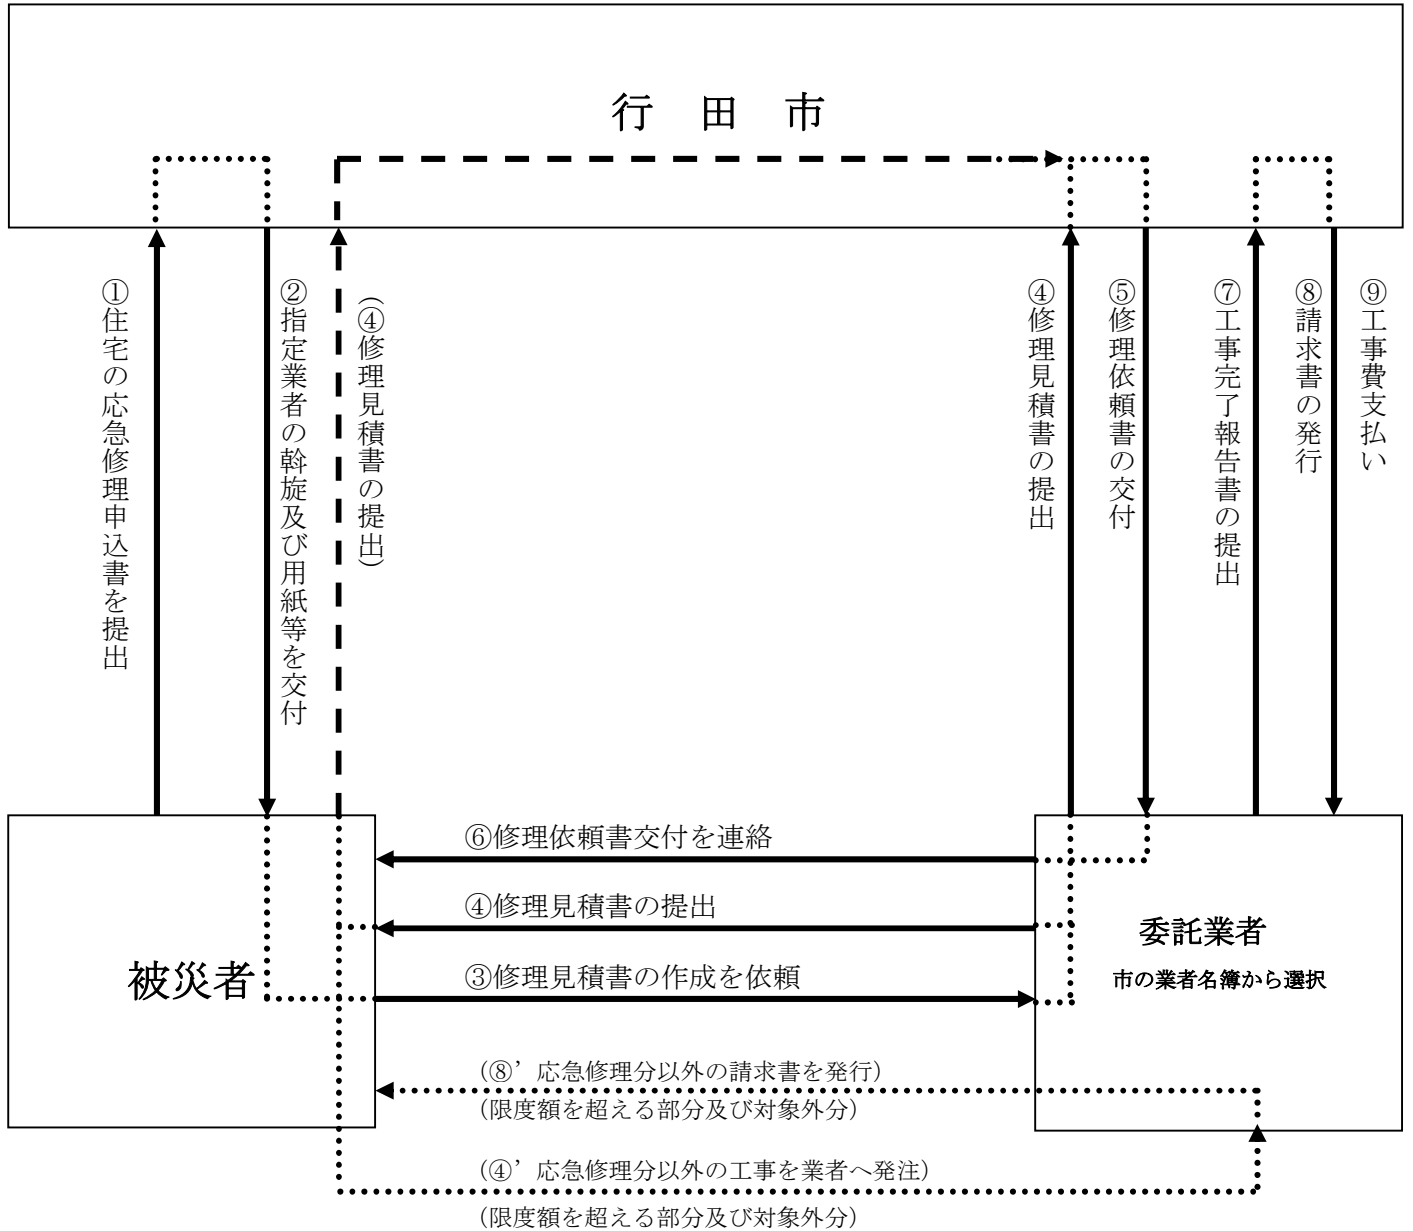 行 田 市
①住宅の応急修理申込書を提出
②指定業者の斡旋及び用紙等を交付
(④修理見積書の提出)
④修理見積書の提出
⑤修理依頼書の交付
⑦工事完了報告書の提出
⑧請求書の発行
⑨工事費支払い
⑥修理依頼書交付を連絡
④修理見積書の提出
③修理見積書の作成を依頼
被災者
委託業者
市の業者名簿から選択
(⑧’応急修理分以外の請求書を発行)
(限度額を超える部分及び対象外分)
(④’応急修理分以外の工事を業者へ発注)
(限度額を超える部分及び対象外分)